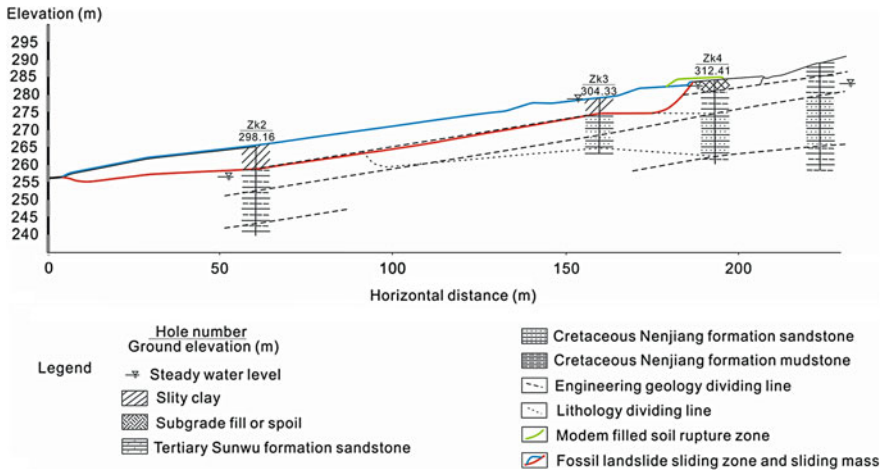 Elevation (m)
295
290
285
280
275
270
265
260
255
250
245
240
Zk2
298.16
Zk3
304.33
Zk4
312.41
0
50
100
150
200
Horizontal distance (m)
Legend
Hole number
Ground elevation (m)
Steady water level
Slity clay
Subgrade fill or spoil
Tertiary Sunwu formation sandstone
Cretaceous Nenjiang formation sandstone
Cretaceous Nenjiang formation mudstone
Engineering geology dividing line
Lithology dividing line
Modem filled soil rupture zone
Fossil landslide sliding zone and sliding mass